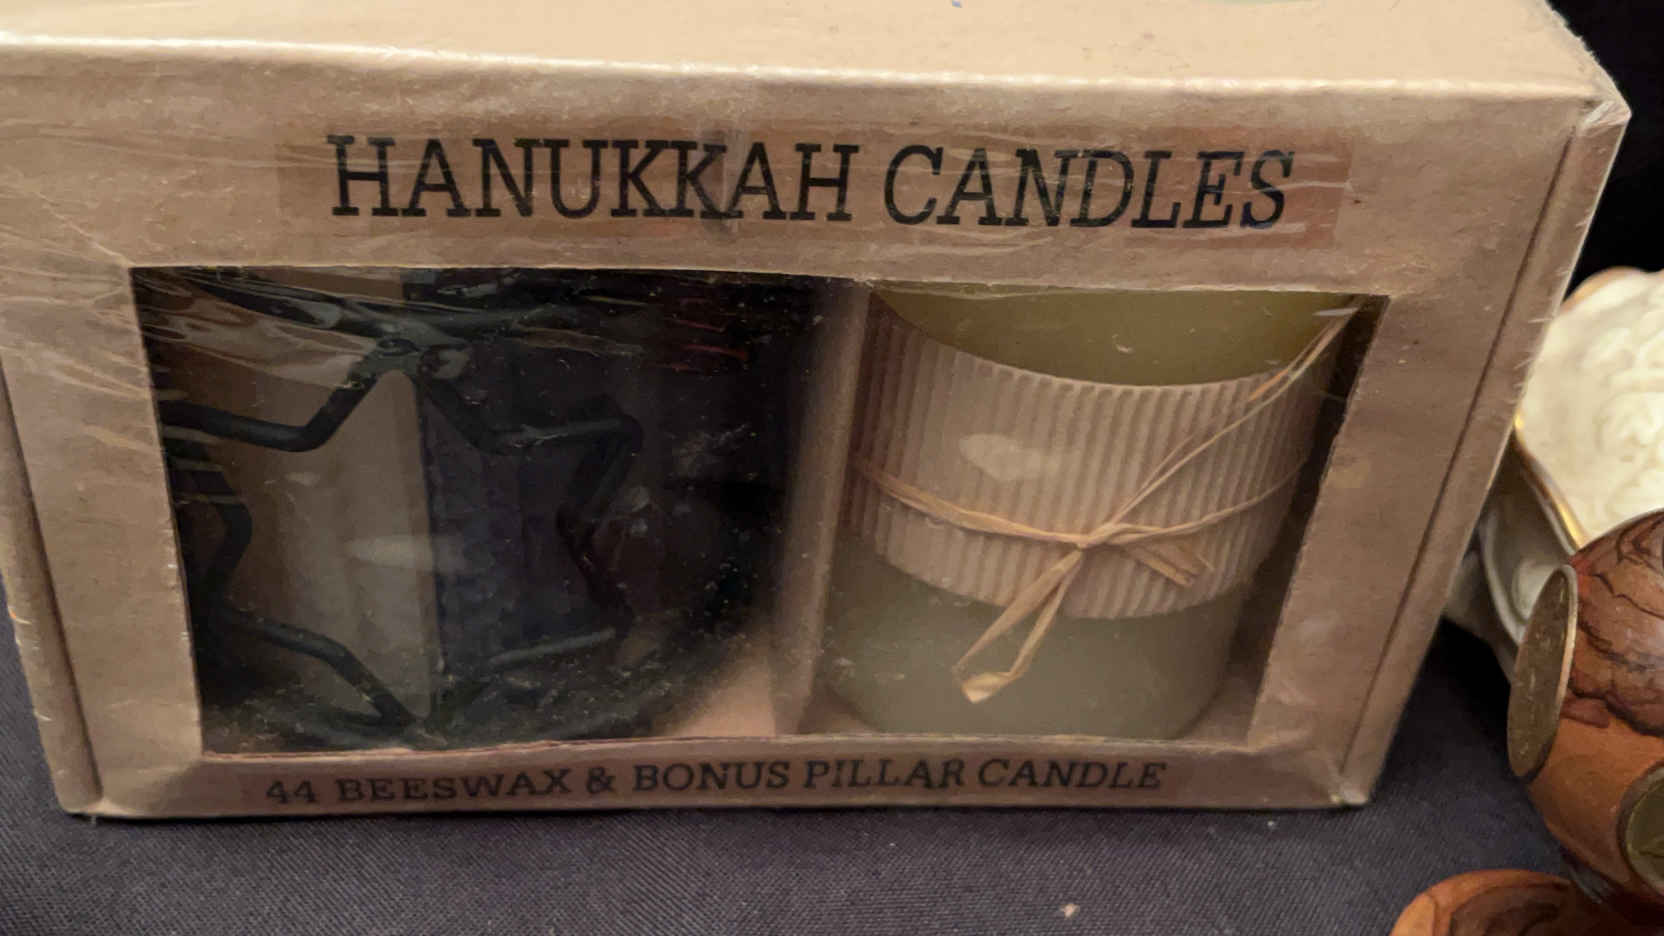 HANUKKAH CANDLES
44 BEESWAX & BONUS PILLAR CANDLE